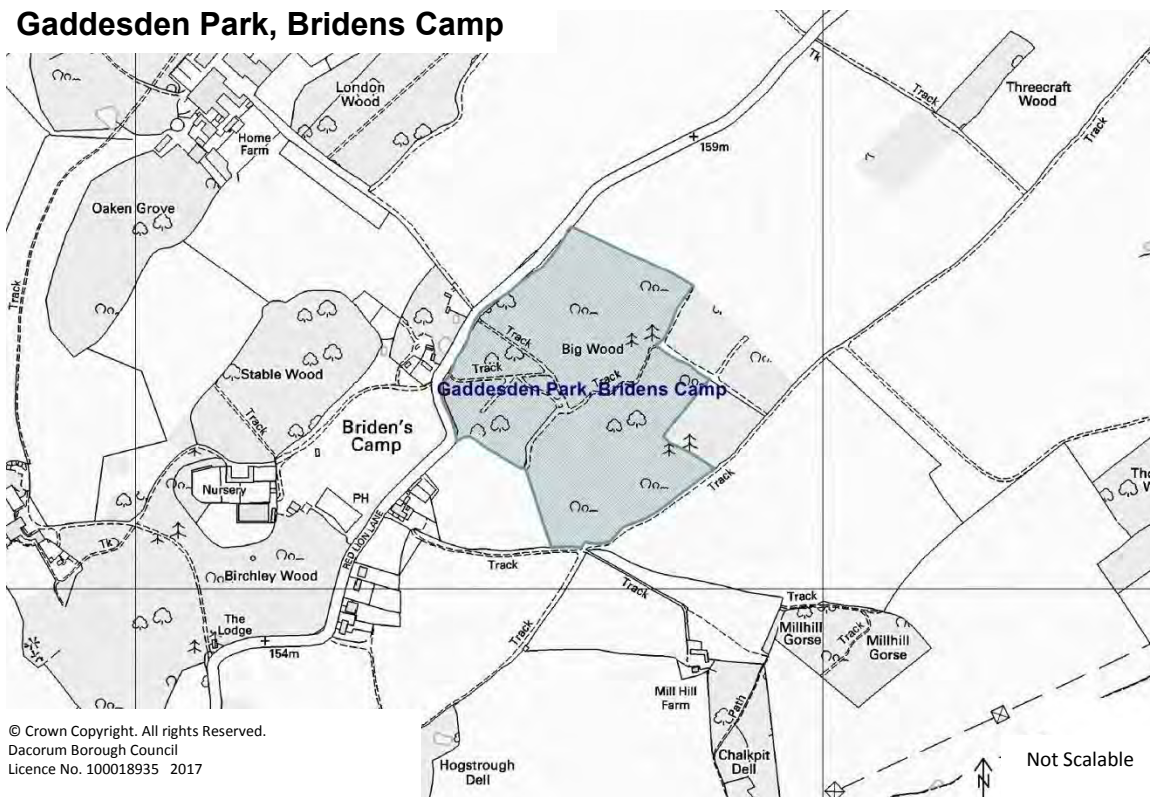 Gaddesden Park, Bridens Camp
London
Wood
Tk
Track
Threecraft
Wood
Track
Home
Farm
159m
Oaken Grove
Track
Track
Big Wood
Track
Stable Wood
Track
Gaddesden Park, Bridens Camp
Track
Briden's
Camp
Track
Nursery
PH
Track
RED LION LANE
Tk
Birchley Wood
Track
Track
Track
The
Lodge
154m
Track
Millhill
Gorse
Track
Millhill
Gorse
Mill Hill
Farm
Path
Chalkpit
Dell
Hogstrough
Dell
N
Not Scalable
© Crown Copyright. All rights Reserved.
Dacorum Borough Council
Licence No. 100018935 2017